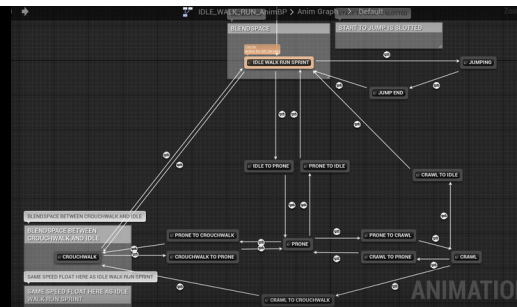 IDLE_WALK_RUN_AnimBP > Anim Graph > Default
BLENDSPACE
START TO JUMP IS SLOTTED
IDLE WALK RUN SPRINT
JUMPING
JUMP END
IDLE TO PRONE
PRONE TO IDLE
CRAWL TO IDLE
BLENDSPACE BETWEEN CROUCHWALK AND IDLE
BLENDSPACE BETWEEN
CROUCHWALK AND IDLE
PRONE TO CROUCHWALK
PRONE
PRONE TO CRAWL
CROUCHWALK
CROUCHWALK TO PRONE
CRAWL TO PRONE
CRAWL
SAME SPEED FLOAT HERE AS IDLE WALK RUN SPRINT
SAME SPEED FLOAT HERE AS IDLE
WALK RUN SPRINT
CRAWL TO CROUCHWALK
ANIMATIO